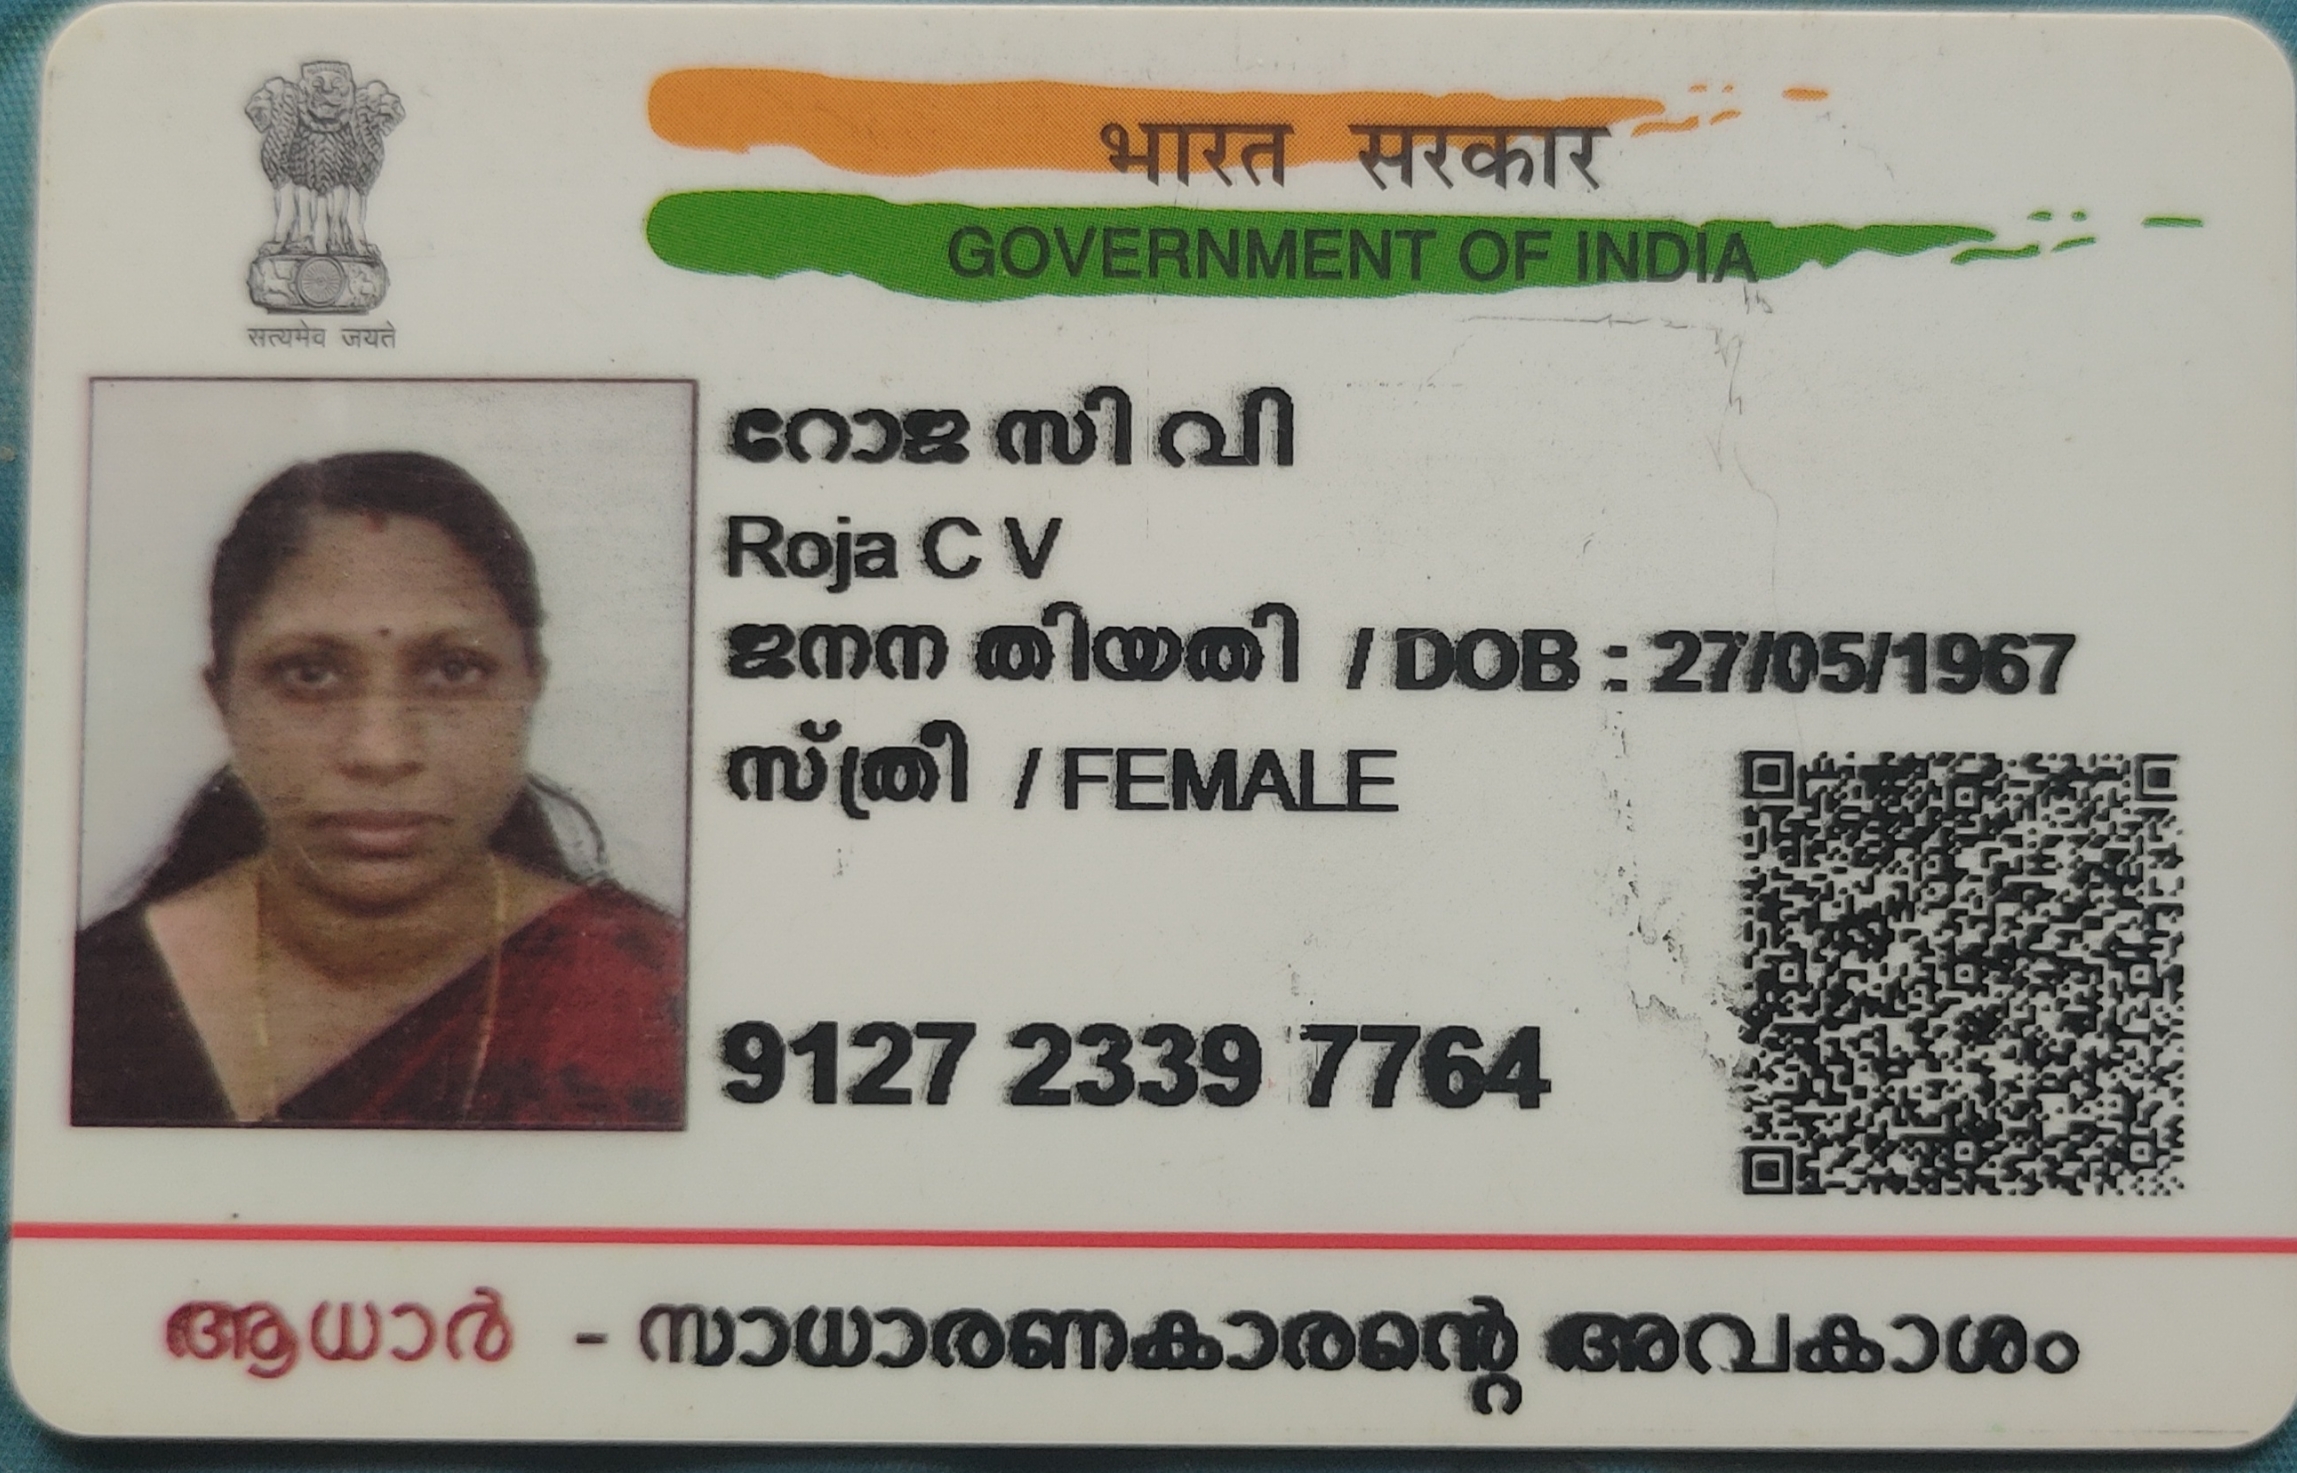 भारत सरकार
GOVERNMENT OF INDIA
सत्यमेव जयते
റോജ സി വി
Roja C V
ജനന തിയതി / DOB : 27/05/1967
സ്ത്രീ / FEMALE
9127 2339 7764
ആധാർ - സാധാരണകാരന്റെ അവകാശം